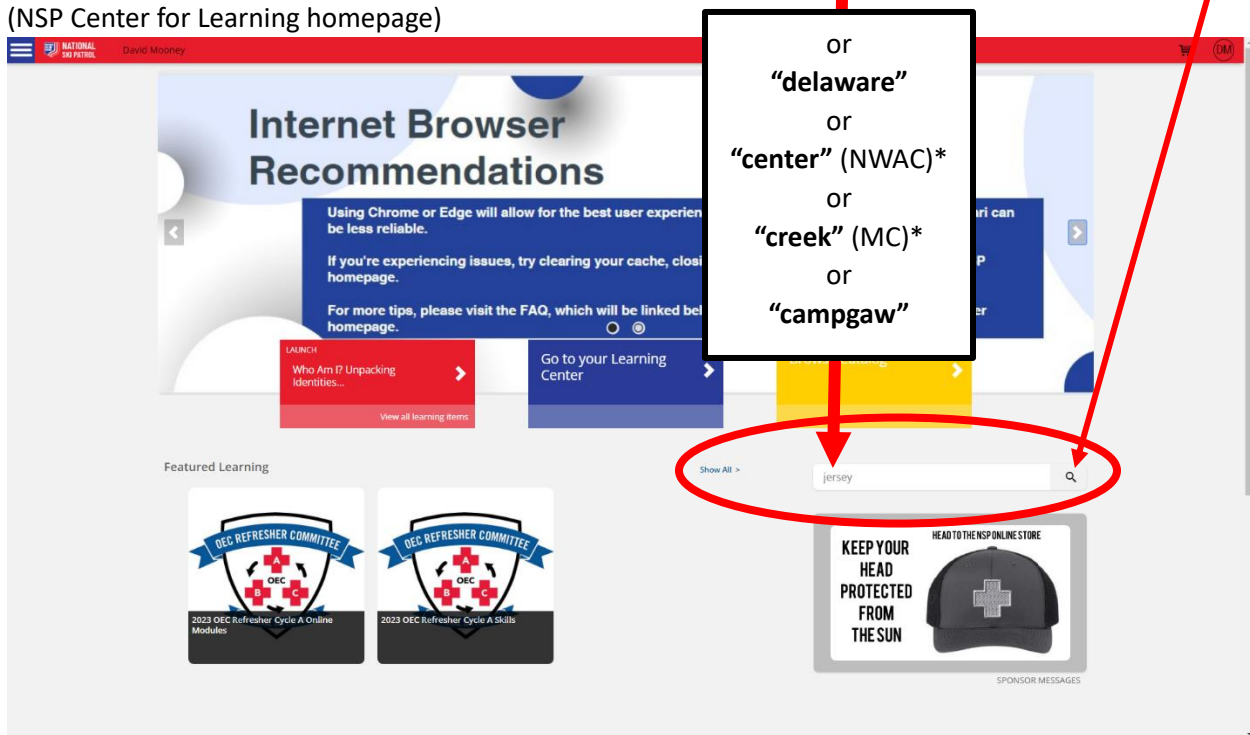 (NSP Center for Learning homepage)
NATIONAL
SKI PATROL
David Mooney
DM
or
“delaware”
or
“center” (NWAC)*
or
“creek” (MC)*
or
“campgaw”
Internet Browser
Recommendations
Using Chrome or Edge will allow for the best user experien
ri can
be less reliable.
If you're experiencing issues, try clearing your cache, closi
P
homepage.
For more tips, please visit the FAQ, which will be linked bel
er
homepage.
LAUNCH
Who Am I? Unpacking
Identities...
View all learning items
Go to your Learning
Center
Featured Learning
Show All >
jersey
OEC REFRESHER COMMITTEE
A
OEC
B
C
2023 OEC Refresher Cycle A Online
Modules
OEC REFRESHER COMMITTEE
A
OEC
B
C
2023 OEC Refresher Cycle A Skills
HEAD TO THE NSP ONLINE STORE
KEEP YOUR
HEAD
PROTECTED
FROM
THE SUN
SPONSOR MESSAGES